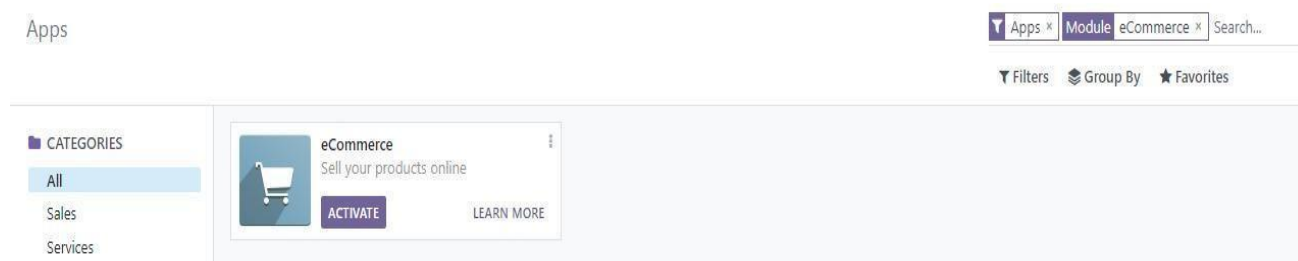 Apps
Apps × Module eCommerce × Search...
Filters Group By Favorites
CATEGORIES
All
Sales
Services
eCommerce
Sell your products online
ACTIVATE LEARN MORE